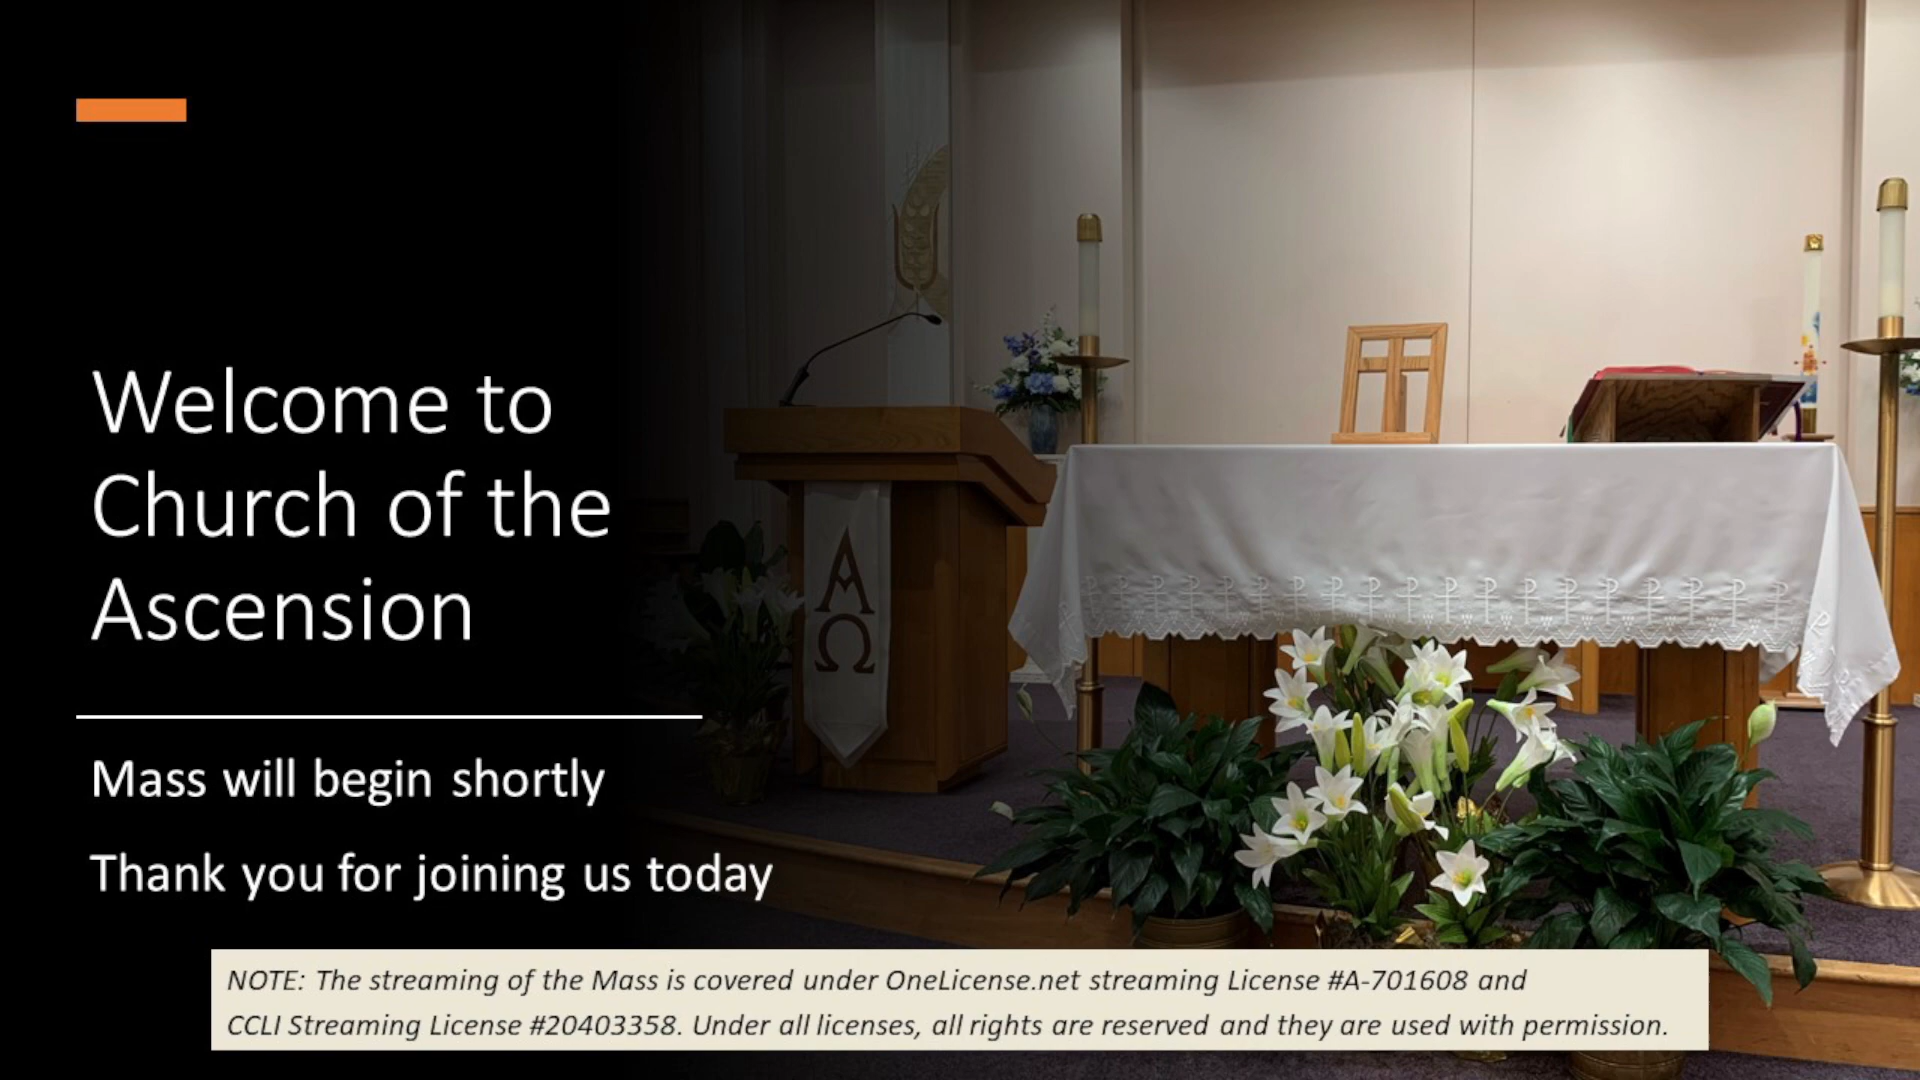 Welcome to
Church of the
Ascension
Mass will begin shortly
Thank you for joining us today
ΑΩ
NOTE: The streaming of the Mass is covered under OneLicense.net streaming License #A-701608 and
CCLI Streaming License #20403358. Under all licenses, all rights are reserved and they are used with permission.